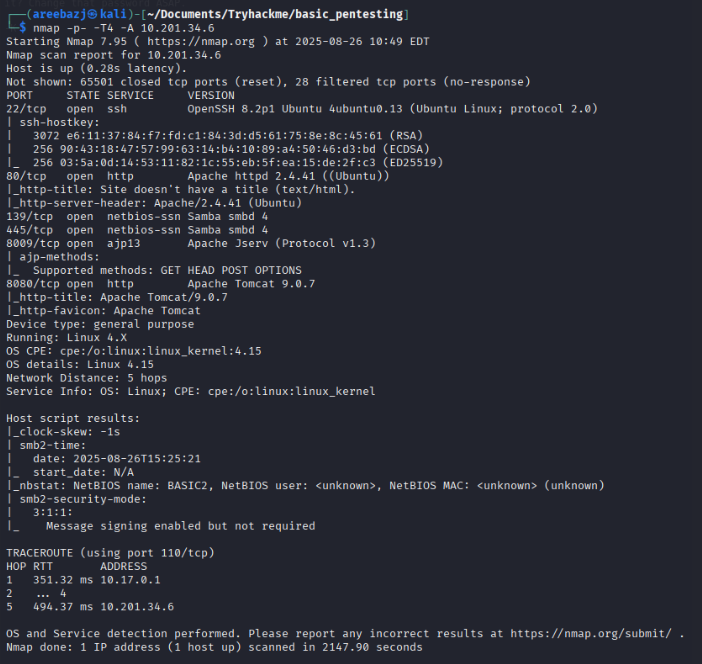 ┌──(areebazj㉿kali)-[~/Documents/Tryhackme/basic_pentesting]
└─$ nmap -p- -T4 -A 10.201.34.6
Starting Nmap 7.95 ( https://nmap.org ) at 2025-08-26 10:49 EDT
Nmap scan report for 10.201.34.6
Host is up (0.28s latency).
Not shown: 65501 closed tcp ports (reset), 28 filtered tcp ports (no-response)
PORT     STATE SERVICE     VERSION
22/tcp   open  ssh         OpenSSH 8.2p1 Ubuntu 4ubuntu0.13 (Ubuntu Linux; protocol 2.0)
| ssh-hostkey:
|   3072 e6:11:37:84:f7:fd:c1:84:3d:d5:61:75:8e:8c:45:61 (RSA)
|   256 90:43:18:47:57:99:63:14:b4:10:89:a4:50:46:d3:bd (ECDSA)
|_  256 03:5a:0d:14:53:11:82:1c:55:eb:5f:ea:15:de:2f:c3 (ED25519)
80/tcp   open  http        Apache httpd 2.4.41 ((Ubuntu))
|_http-title: Site doesn't have a title (text/html).
|_http-server-header: Apache/2.4.41 (Ubuntu)
139/tcp  open  netbios-ssn Samba smbd 4
445/tcp  open  netbios-ssn Samba smbd 4
8009/tcp open  ajp13       Apache Jserv (Protocol v1.3)
| ajp-methods:
|_  Supported methods: GET HEAD POST OPTIONS
8080/tcp open  http        Apache Tomcat 9.0.7
|_http-title: Apache Tomcat/9.0.7
|_http-favicon: Apache Tomcat
Device type: general purpose
Running: Linux 4.X
OS CPE: cpe:/o:linux:linux_kernel:4.15
OS details: Linux 4.15
Network Distance: 5 hops
Service Info: OS: Linux; CPE: cpe:/o:linux:linux_kernel

Host script results:
|_clock-skew: -1s
| smb2-time:
|   date: 2025-08-26T15:25:21
|_  start_date: N/A
|_nbstat: NetBIOS name: BASIC2, NetBIOS user: <unknown>, NetBIOS MAC: <unknown> (unknown)
| smb2-security-mode:
|   3:1:1:
|_    Message signing enabled but not required

TRACEROUTE (using port 110/tcp)
HOP RTT       ADDRESS
1   351.32 ms 10.17.0.1
2   ... 4
5   494.37 ms 10.201.34.6

OS and Service detection performed. Please report any incorrect results at https://nmap.org/submit/ .
Nmap done: 1 IP address (1 host up) scanned in 2147.90 seconds